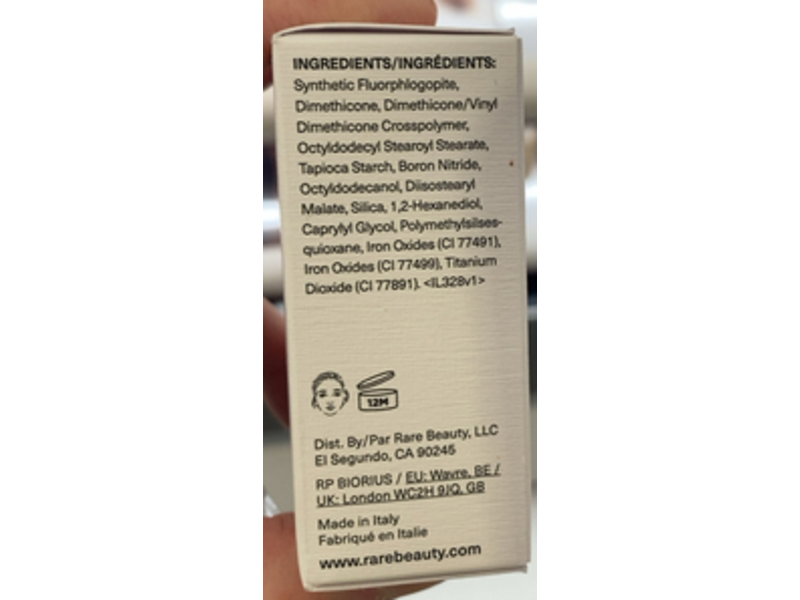 INGREDIENTS/INGRÉDIENTS:
Synthetic Fluorphlogopite,
Dimethicone, Dimethicone/Vinyl
Dimethicone Crosspolymer,
Octyldodecyl Stearoyl Stearate,
Tapioca Starch, Boron Nitride,
Octyldodecanol, Diisostearyl
Malate, Silica, 1,2-Hexanediol,
Caprylyl Glycol, Polymethylsilses-
quioxane, Iron Oxides (CI 77491),
Iron Oxides (CI 77499), Titanium
Dioxide (CI 77891). <IL328v1>
12M
Dist. By/Par Rare Beauty, LLC
El Segundo, CA 90245
RP BIORIUS / EU: Wavre, BE /
UK: London WC2H 9JQ, GB
Made in Italy
Fabriqué en Italie
www.rarebeauty.com